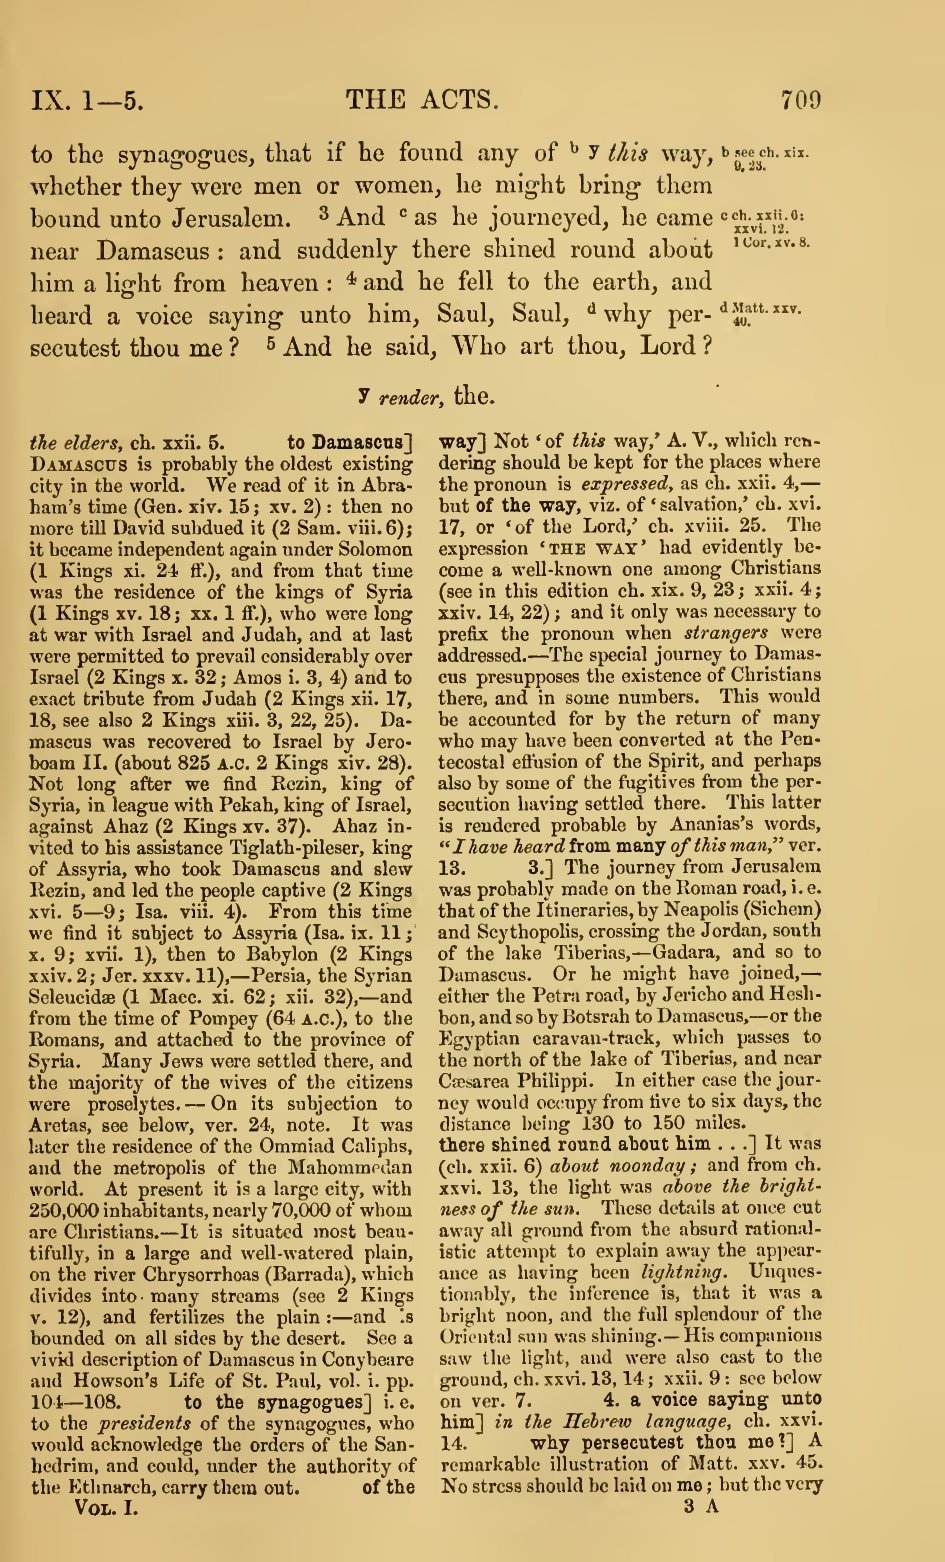 IX. 1—5. THE ACTS. 709
to the synagogues, that if he found any of b y this way, b see ch. xix. 9, 23.
whether they were men or women, he might bring them
bound unto Jerusalem. 3 And c as he journeyed, he came c ch. xxii. 6: xxvi. 12.
near Damascus : and suddenly there shined round about 1 Cor. xv. 8.
him a light from heaven : 4 and he fell to the earth, and
heard a voice saying unto him, Saul, Saul, d why per- d Matt. xxv. 40.
secutest thou me ? 5 And he said, Who art thou, Lord ?
y render, the.
the elders, ch. xxii. 5. to Damascus]
DAMASCUS is probably the oldest existing
city in the world. We read of it in Abra-
ham's time (Gen. xiv. 15; xv. 2): then no
more till David subdued it (2 Sam. viii. 6);
it became independent again under Solomon
(1 Kings xi. 24 ff.), and from that time
was the residence of the kings of Syria
(1 Kings xv. 18; xx. 1 ff.), who were long
at war with Israel and Judah, and at last
were permitted to prevail considerably over
Israel (2 Kings x. 32; Amos i. 3, 4) and to
exact tribute from Judah (2 Kings xii. 17,
18, see also 2 Kings xiii. 3, 22, 25). Da-
mascus was recovered to Israel by Jero-
boam II. (about 825 A.C. 2 Kings xiv. 28).
Not long after we find Rezin, king of
Syria, in league with Pekah, king of Israel,
against Ahaz (2 Kings xv. 37). Ahaz in-
vited to his assistance Tiglath-pileser, king
of Assyria, who took Damascus and slew
Rezin, and led the people captive (2 Kings
xvi. 5—9; Isa. viii. 4). From this time
we find it subject to Assyria (Isa. ix. 11;
x. 9; xvii. 1), then to Babylon (2 Kings
xxiv. 2; Jer. xxxv. 11),—Persia, the Syrian
Seleucidæ (1 Macc. xi. 62; xii. 32),—and
from the time of Pompey (64 A.C.), to the
Romans, and attached to the province of
Syria. Many Jews were settled there, and
the majority of the wives of the citizens
were proselytes.—On its subjection to
Aretas, see below, ver. 24, note. It was
later the residence of the Ommiad Caliphs,
and the metropolis of the Mahommedan
world. At present it is a large city, with
250,000 inhabitants, nearly 70,000 of whom
are Christians.—It is situated most beau-
tifully, in a large and well-watered plain,
on the river Chrysorrhoas (Barrada), which
divides into many streams (see 2 Kings
v. 12), and fertilizes the plain :—and is
bounded on all sides by the desert. See a
vivid description of Damascus in Conybeare
and Howson's Life of St. Paul, vol. i. pp.
104—108. to the synagogues] i. e.
to the presidents of the synagogues, who
would acknowledge the orders of the San-
hedrim, and could, under the authority of
the Ethnarch, carry them out. of the
way] Not 'of this way,' A. V., which ren-
dering should be kept for the places where
the pronoun is expressed, as ch. xxii. 4,—
but of the way, viz. of 'salvation,' ch. xvi.
17, or 'of the Lord,' ch. xviii. 25. The
expression 'THE WAY' had evidently be-
come a well-known one among Christians
(see in this edition ch. xix. 9, 23; xxii. 4;
xxiv. 14, 22); and it only was necessary to
prefix the pronoun when strangers were
addressed.—The special journey to Damas-
cus presupposes the existence of Christians
there, and in some numbers. This would
be accounted for by the return of many
who may have been converted at the Pen-
tecostal effusion of the Spirit, and perhaps
also by some of the fugitives from the per-
secution having settled there. This latter
is rendered probable by Ananias's words,
"I have heard from many of this man," ver.
13. 3.] The journey from Jerusalem
was probably made on the Roman road, i. e.
that of the Itineraries, by Neapolis (Sichem)
and Scythopolis, crossing the Jordan, south
of the lake Tiberias,—Gadara, and so to
Damascus. Or he might have joined,—
either the Petra road, by Jericho and Hesh-
bon, and so by Botsrah to Damascus,—or the
Egyptian caravan-track, which passes to
the north of the lake of Tiberias, and near
Cæsarea Philippi. In either case the jour-
ney would occupy from five to six days, the
distance being 130 to 150 miles.
there shined round about him . . .] It was
(ch. xxii. 6) about noonday; and from ch.
xxvi. 13, the light was above the bright-
ness of the sun. These details at once cut
away all ground from the absurd rational-
istic attempt to explain away the appear-
ance as having been lightning. Unques-
tionably, the inference is, that it was a
bright noon, and the full splendour of the
Oriental sun was shining.—His companions
saw the light, and were also cast to the
ground, ch. xxvi. 13, 14; xxii. 9: see below
on ver. 7. 4. a voice saying unto
him] in the Hebrew language, ch. xxvi.
14. why persecutest thou me?] A
remarkable illustration of Matt. xxv. 45.
No stress should be laid on me; but the very
VOL. I. 3 A